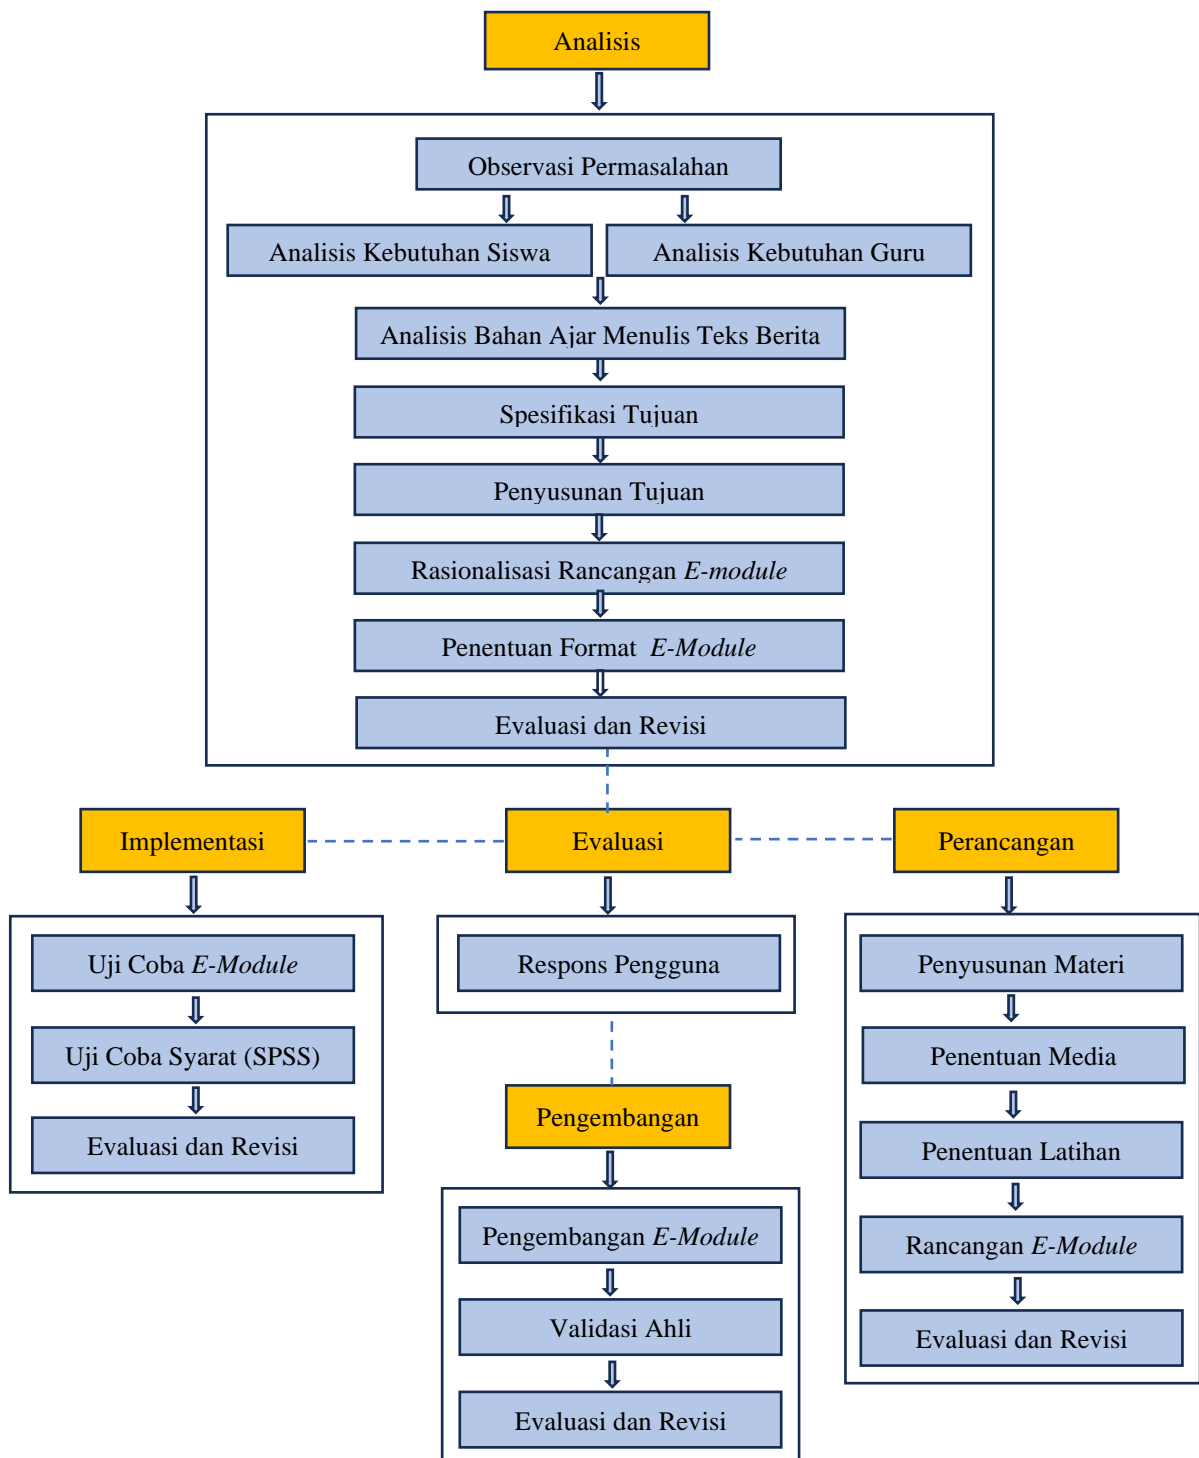 Analisis
Observasi Permasalahan
Analisis Kebutuhan Siswa
Analisis Kebutuhan Guru
Analisis Bahan Ajar Menulis Teks Berita
Spesifikasi Tujuan
Penyusunan Tujuan
Rasionalisasi Rancangan E-module
Penentuan Format E-Module
Evaluasi dan Revisi
Implementasi
Evaluasi
Perancangan
Uji Coba E-Module
Uji Coba Syarat (SPSS)
Evaluasi dan Revisi
Respons Pengguna
Pengembangan
Pengembangan E-Module
Validasi Ahli
Evaluasi dan Revisi
Penyusunan Materi
Penentuan Media
Penentuan Latihan
Rancangan E-Module
Evaluasi dan Revisi